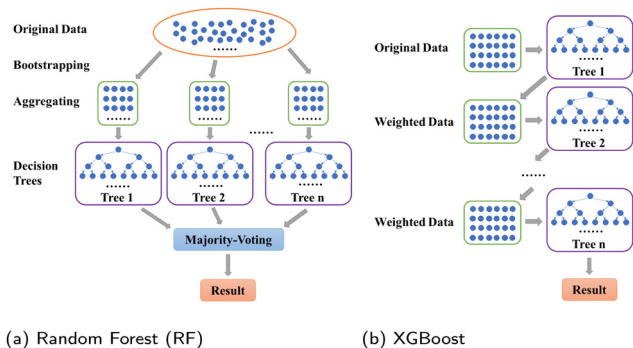 Original Data
......
Bootstrapping
Aggregating
...... ...... ......
......
Decision
Trees
...... ...... ......
Tree 1 Tree 2 Tree n
Majority-Voting
Result
(a) Random Forest (RF)
Original Data
......
Tree 1
Weighted Data
......
Tree 2
......
Weighted Data
......
Tree n
Result
(b) XGBoost